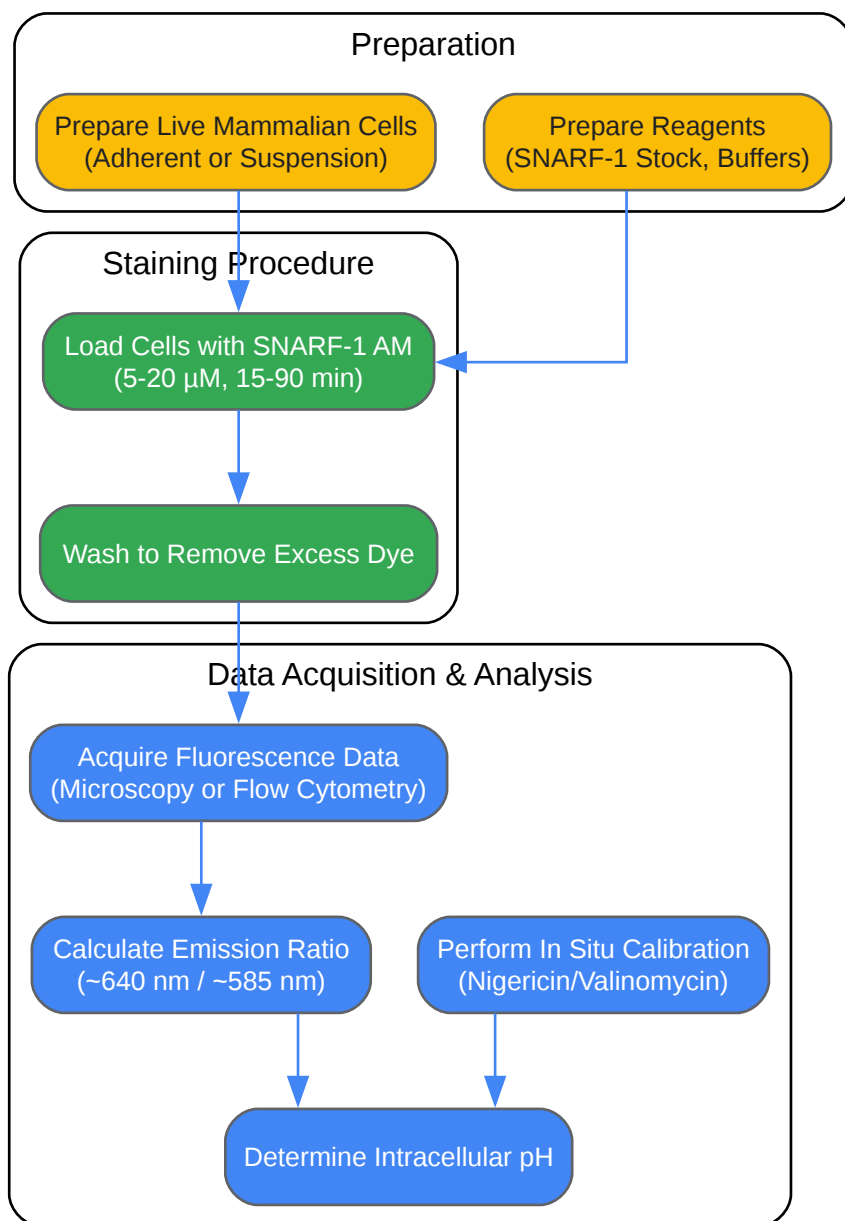 Preparation
Prepare Live Mammalian Cells
(Adherent or Suspension)
Prepare Reagents
(SNARF-1 Stock, Buffers)
Staining Procedure
Load Cells with SNARF-1 AM
(5-20 µM, 15-90 min)
Wash to Remove Excess Dye
Data Acquisition & Analysis
Acquire Fluorescence Data
(Microscopy or Flow Cytometry)
Calculate Emission Ratio
(~640 nm / ~585 nm)
Perform In Situ Calibration
(Nigericin/Valinomycin)
Determine Intracellular pH